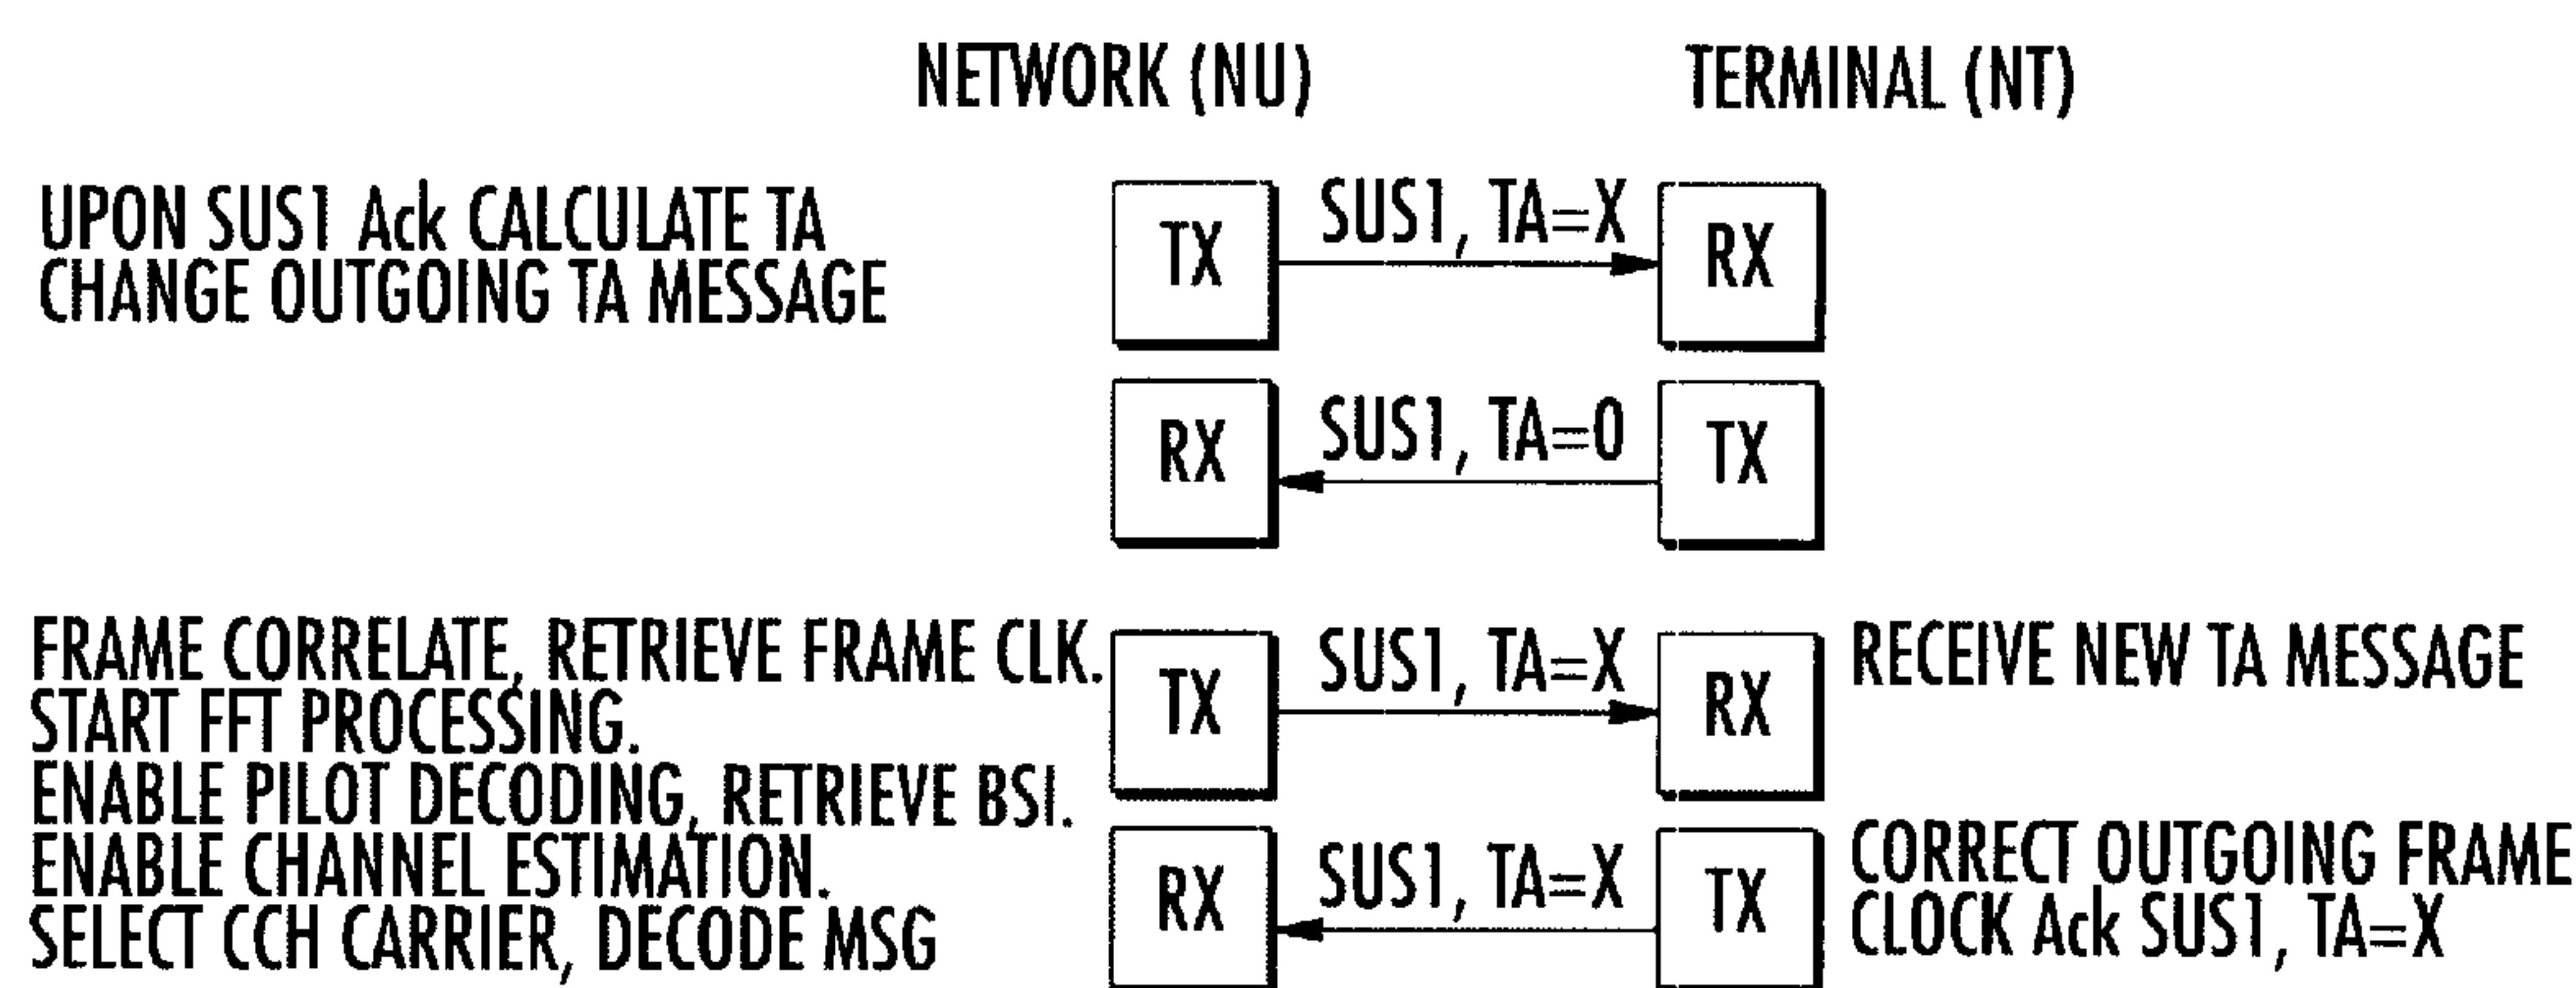 NETWORK (NU) TERMINAL (NT)
UPON SUS1 Ack CALCULATE TA
CHANGE OUTGOING TA MESSAGE
TX SUS1, TA=X RX
RX SUS1, TA=0 TX
FRAME CORRELATE, RETRIEVE FRAME CLK.
START FFT PROCESSING.
ENABLE PILOT DECODING, RETRIEVE BSI.
ENABLE CHANNEL ESTIMATION.
SELECT CCH CARRIER, DECODE MSG
TX SUS1, TA=X RX
RECEIVE NEW TA MESSAGE
RX SUS1, TA=X TX
CORRECT OUTGOING FRAME
CLOCK Ack SUS1, TA=X